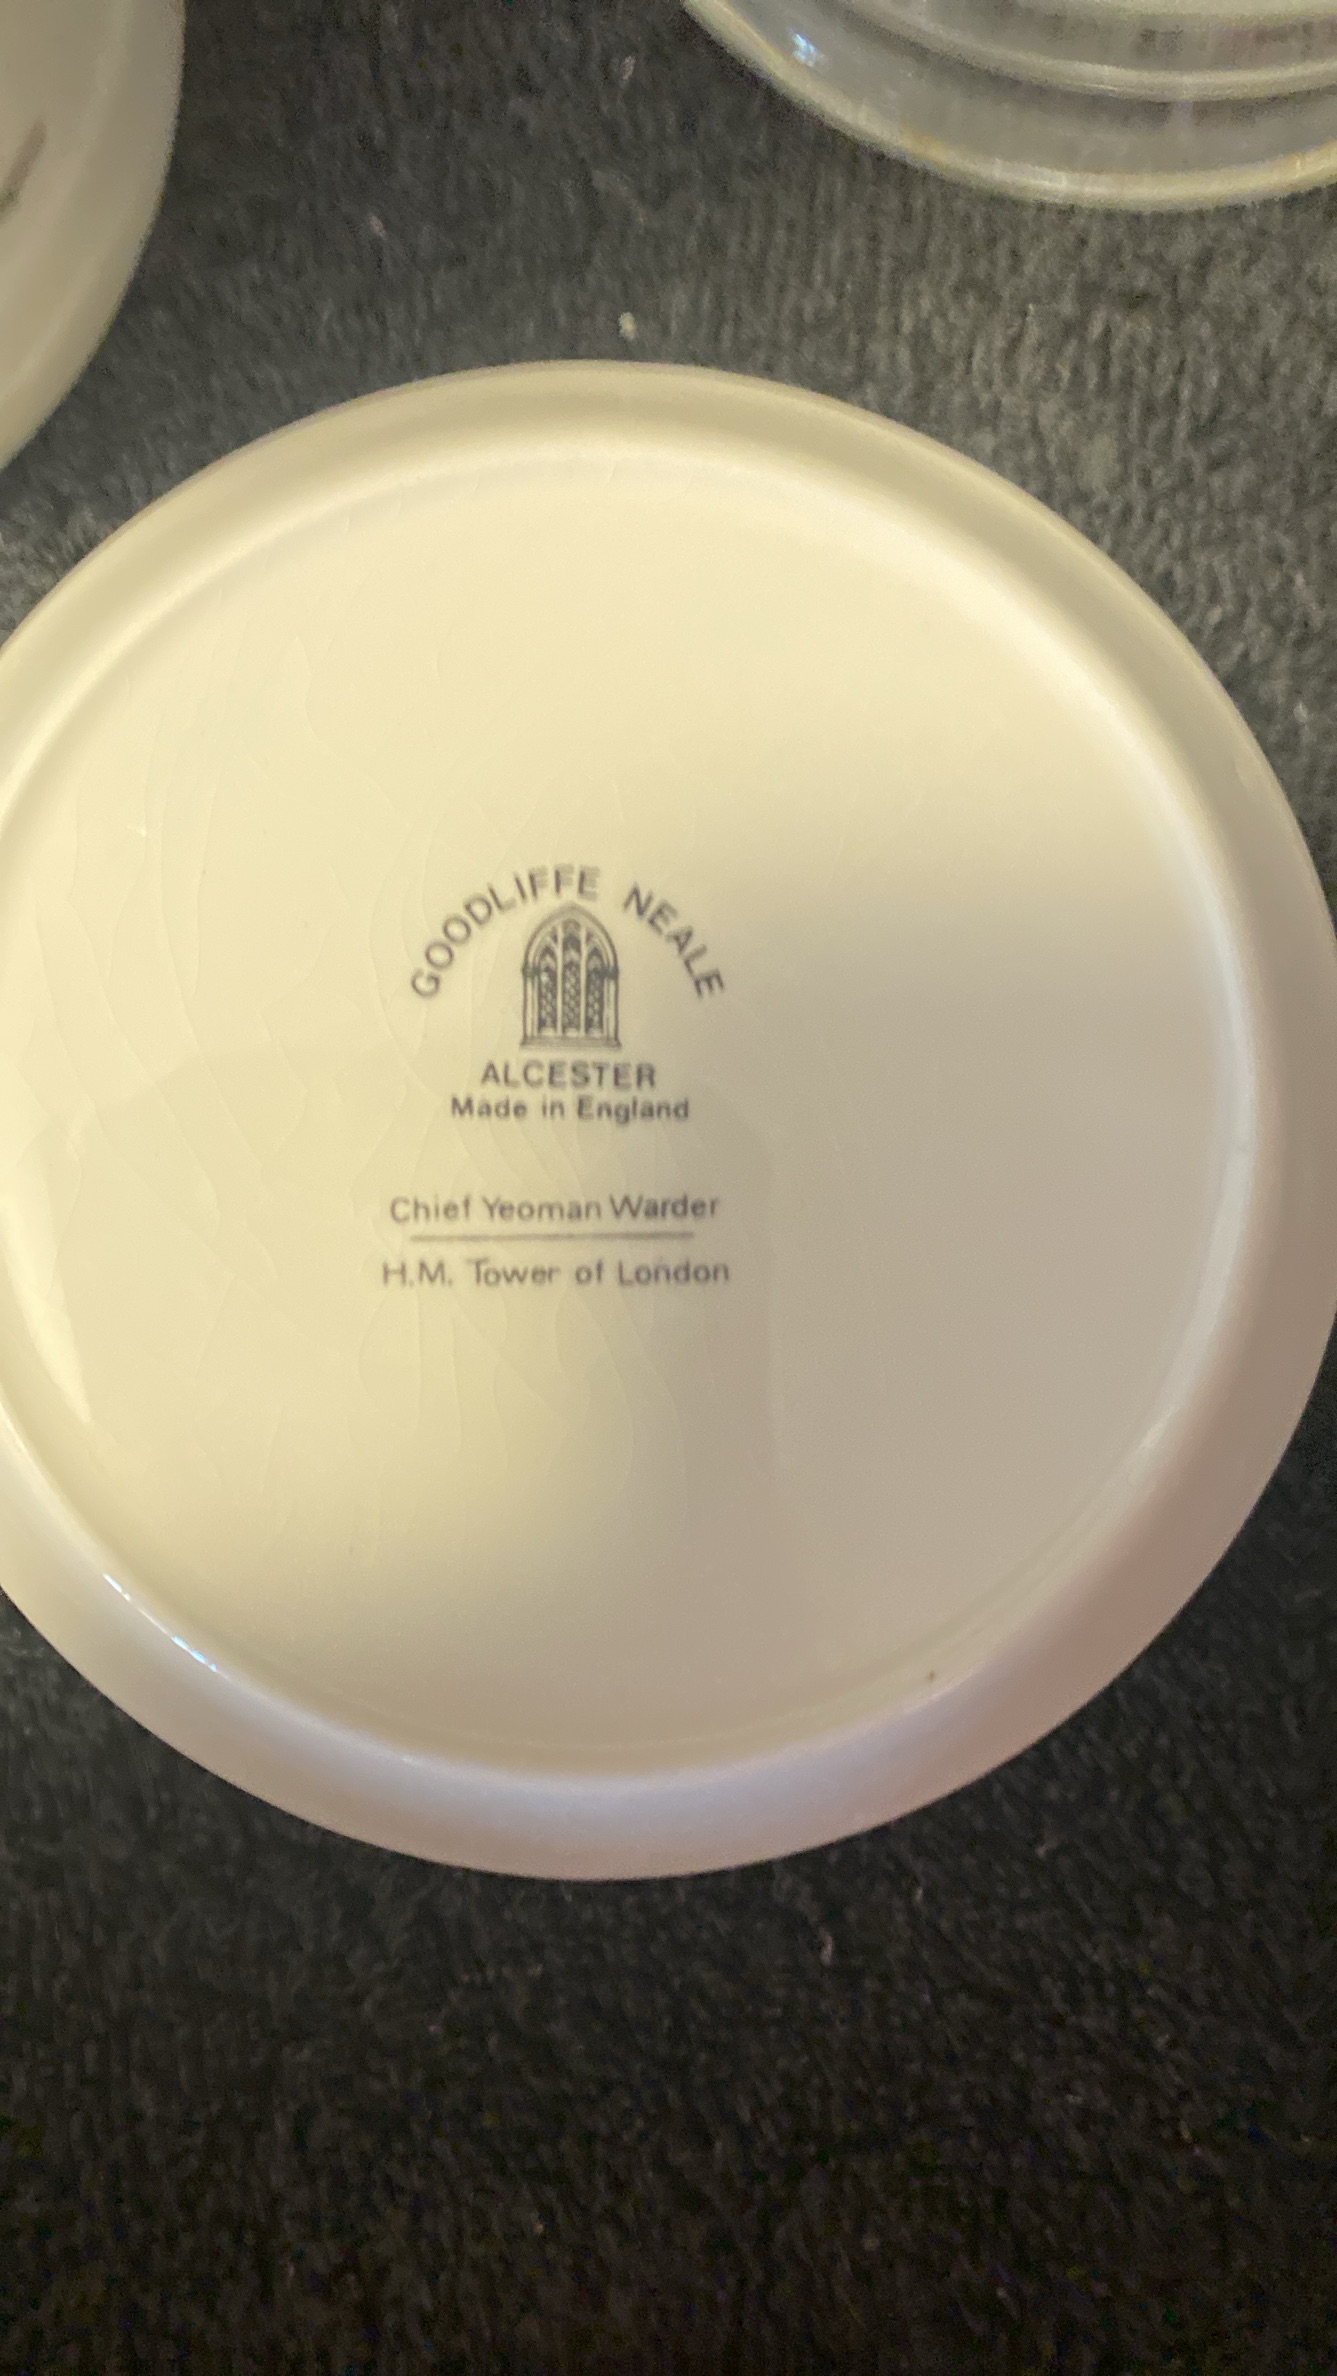 GOODLIFFE NEALE
ALCESTER
Made in England
Chief Yeoman Warder
H.M. Tower of London